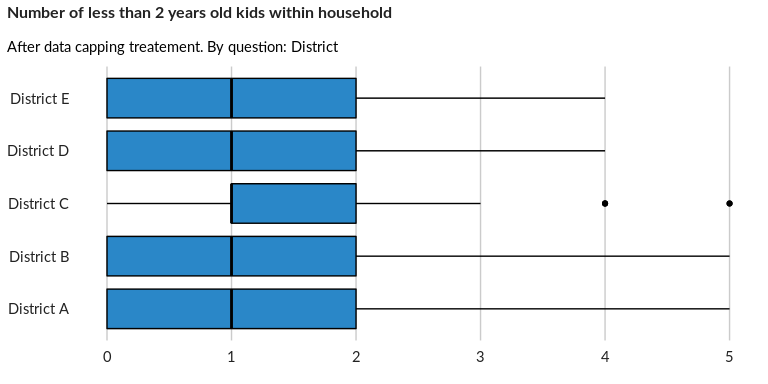 Number of less than 2 years old kids within household
After data capping treatement. By question: District
District E
District D
District C
District B
District A
0 1 2 3 4 5